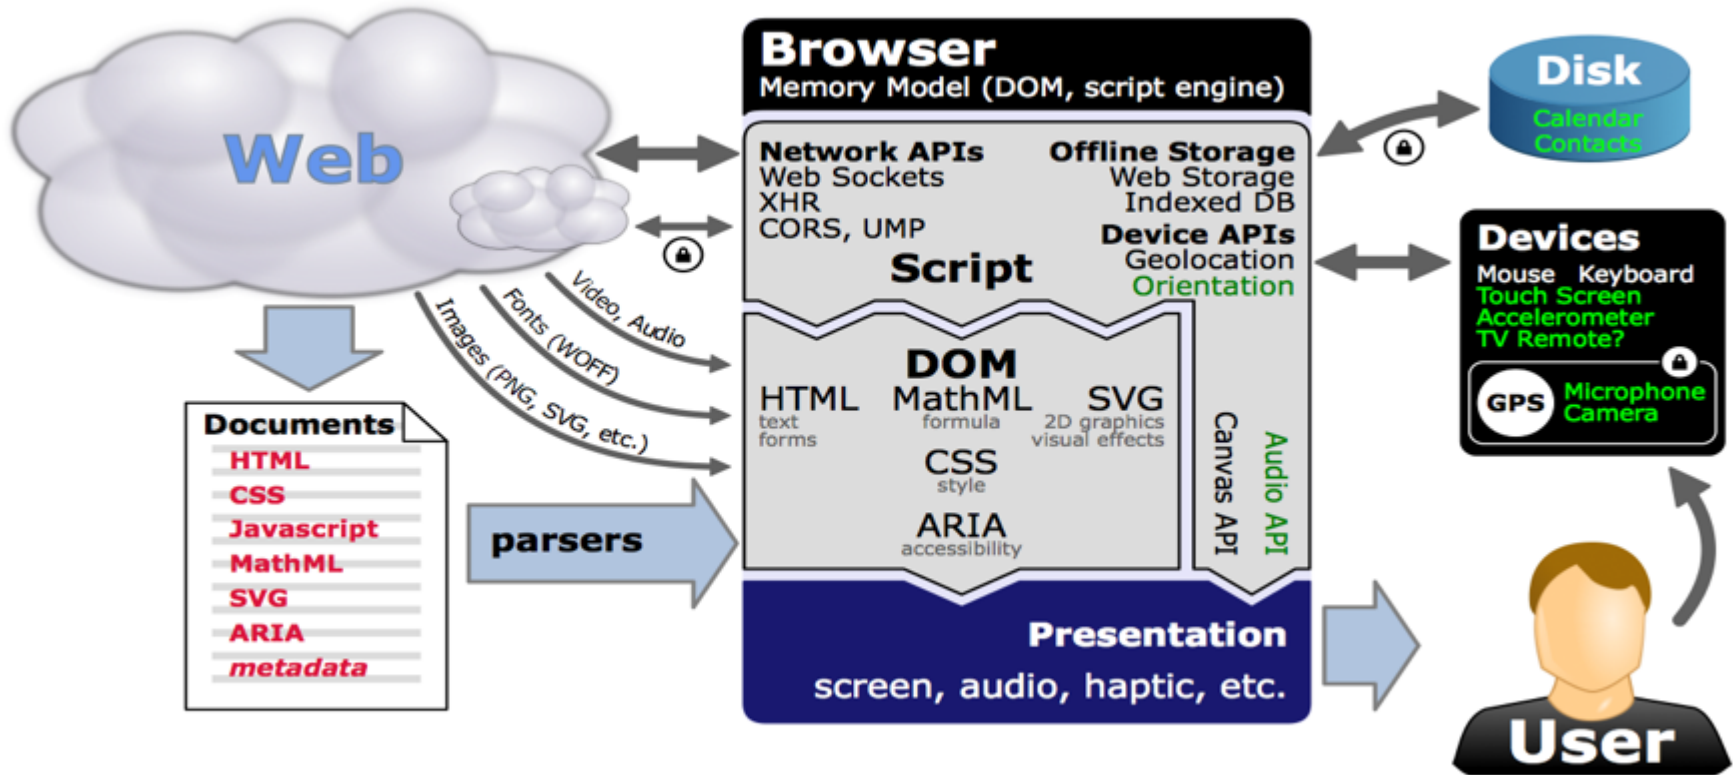 Web
Video, Audio
Fonts (WOFF)
Images (PNG, SVG, etc.)
Documents
HTML
CSS
Javascript
MathML
SVG
ARIA
metadata
parsers
Browser
Memory Model (DOM, script engine)
Network APIs
Web Sockets
XHR
CORS, UMP
Offline Storage
Web Storage
Indexed DB
Device APIs
Geolocation
Orientation
Script
DOM
HTML
text
forms
MathML
formula
SVG
2D graphics
visual effects
CSS
style
ARIA
accessibility
Canvas API
Audio API
Presentation
screen, audio, haptic, etc.
Disk
Calendar
Contacts
Devices
Mouse Keyboard
Touch Screen
Accelerometer
TV Remote?
GPS
Microphone
Camera
User